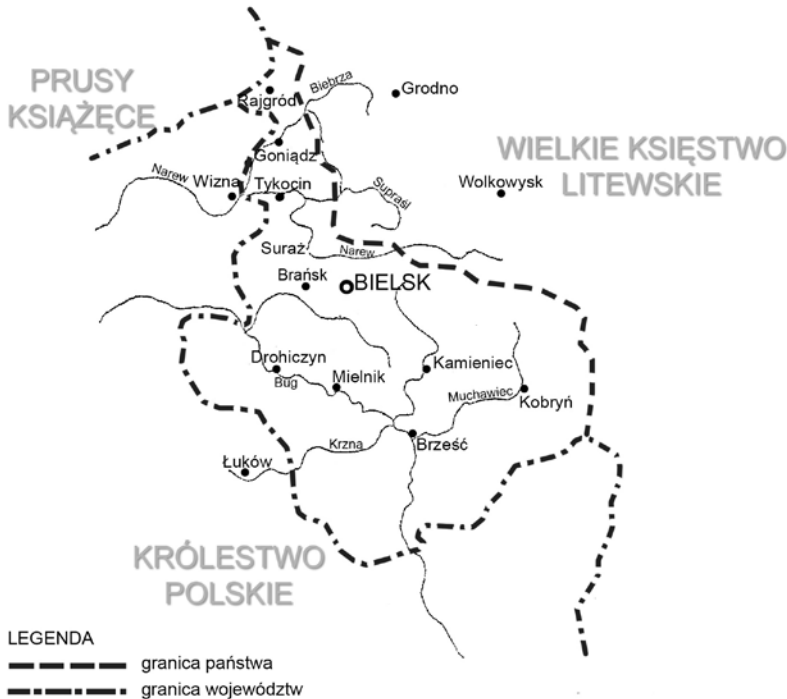 PRUSY
KSIĄŻĘCE
Biebrza
Grodno
Rajgród
Goniądz
WIELKIE KSIĘSTWO
LITEWSKIE
Narew
Wizna
Tykocin
Supraśl
Wolkowysk
Suraż
Narew
Brańsk
BIELSK
Drohiczyn
Bug
Mielnik
Kamieniec
Muchawiec
Kobryń
Krzna
Brześć
Łuków
KRÓLESTWO
POLSKIE
LEGENDA
granica państwa
granica województw